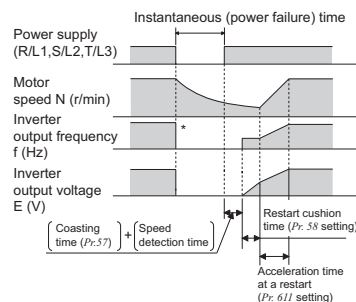 Instantaneous (power failure) time
Power supply
(R/L1,S/L2,T/L3)
Motor
speed N (r/min)
Inverter
output frequency
f (Hz)
*
Inverter
output voltage
E (V)
Coasting
time (Pr.57)
+
Speed
detection time
Restart cushion
time (Pr. 58 setting)
Acceleration time
at a restart
(Pr. 611 setting)